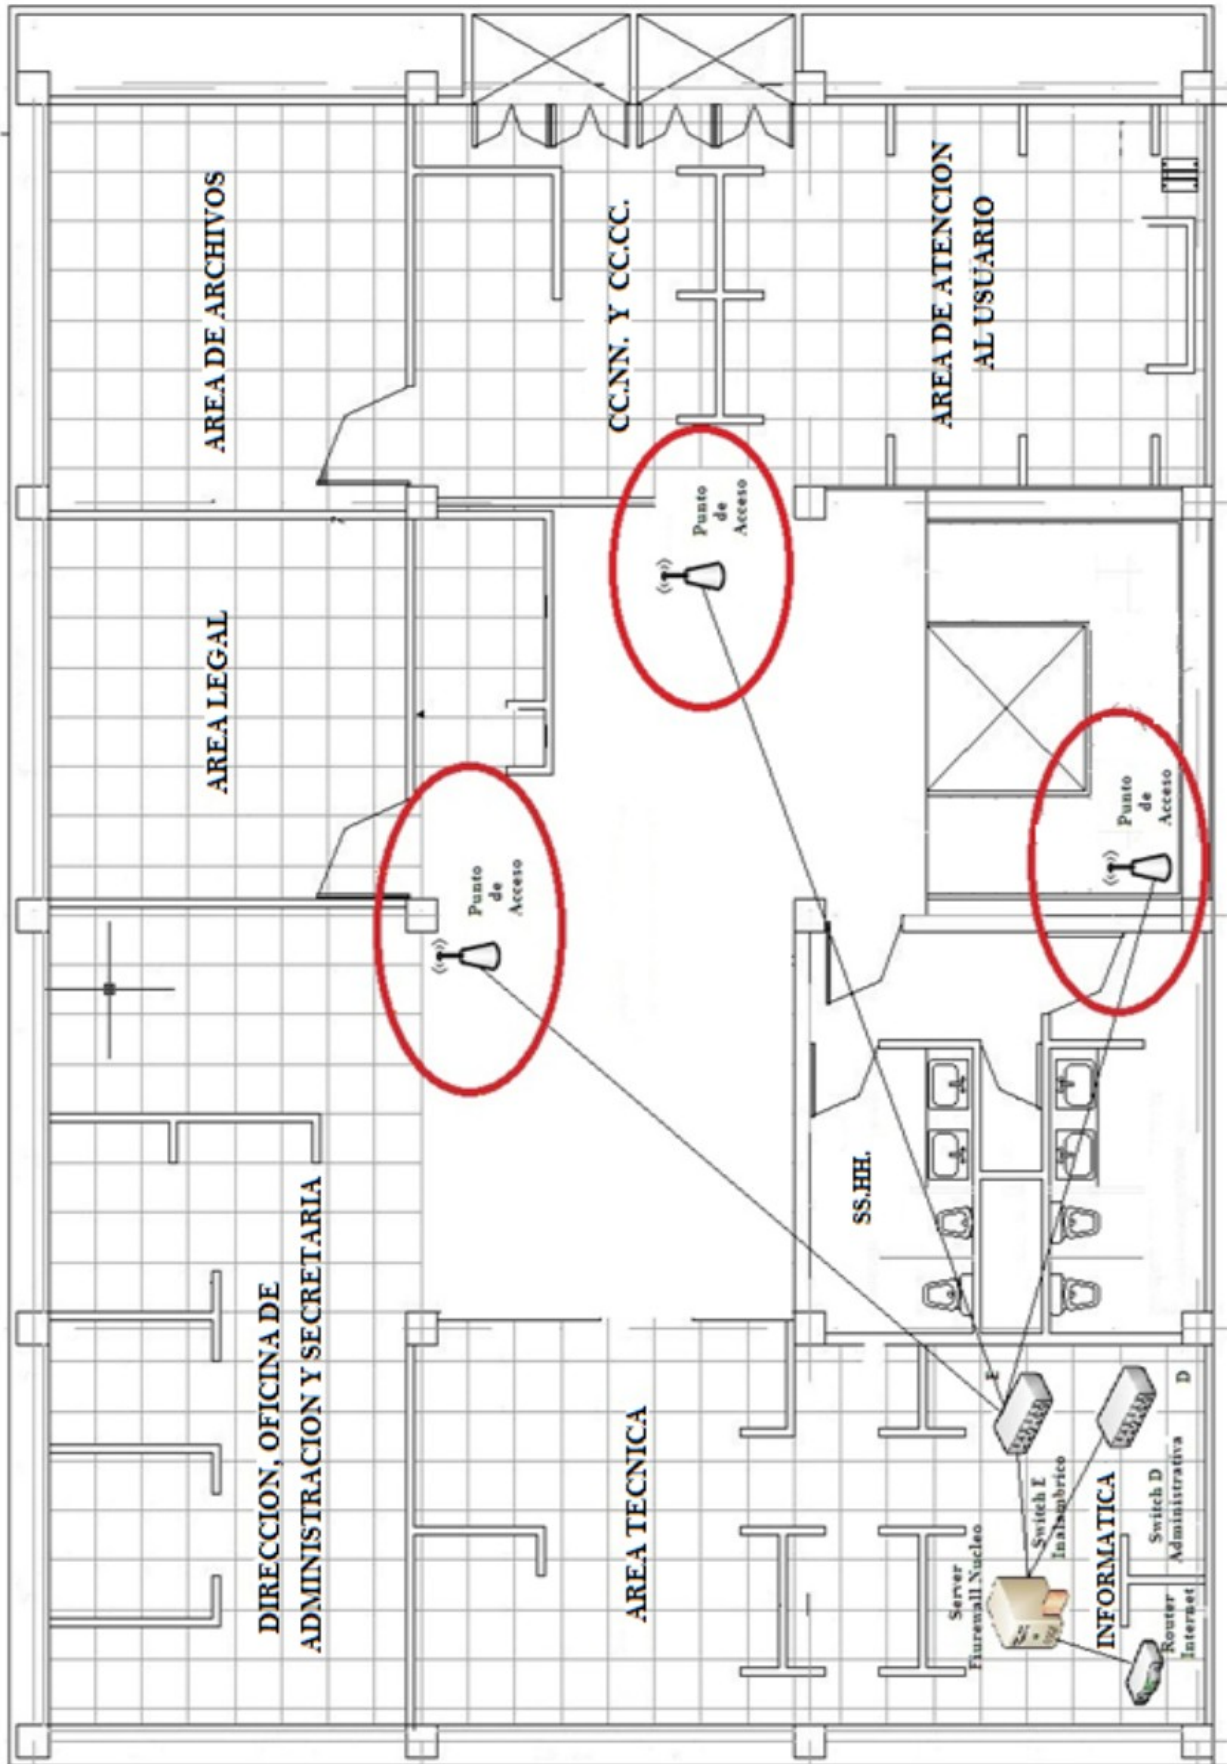 AREA DE ARCHIVOS
AREA LEGAL
DIRECCION, OFICINA DE
ADMINISTRACION Y SECRETARIA
CC.NN. Y CC.CC.
Punto
de
Acceso
Punto
de
Acceso
AREA TECNICA
AREA DE ATENCION
AL USUARIO
SS.HH.
Punto
de
Acceso
E
D
Server
Fiurewall Nucleo
Switch E
Inalambrico
INFORMATICA
Switch D
Administrativa
Router
Internet